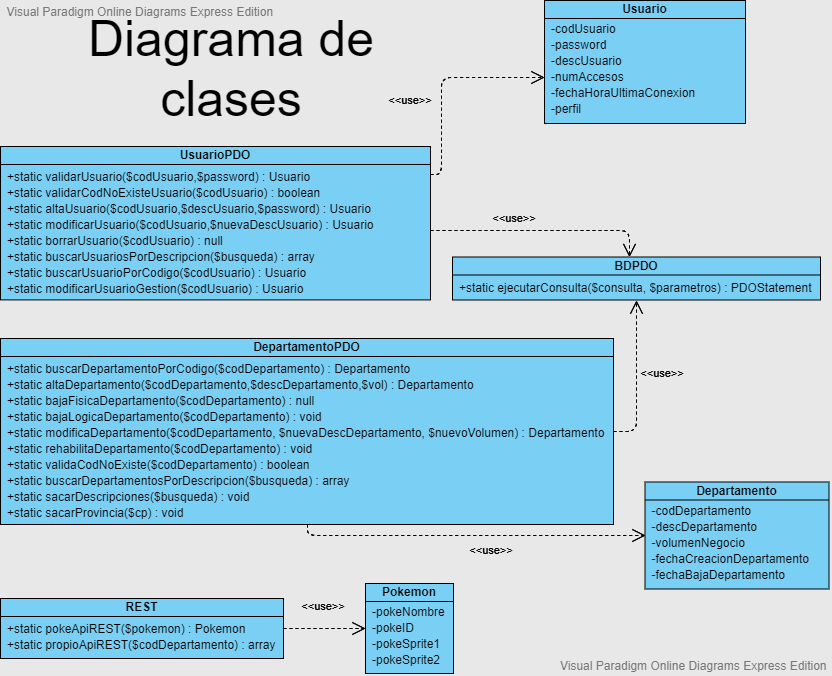 Visual Paradigm Online Diagrams Express Edition
Diagrama de
clases
Usuario
-codUsuario
-password
-descUsuario
-numAccesos
-fechaHoraUltimaConexion
-perfil
<<use>>
UsuarioPDO
+static validarUsuario($codUsuario,$password) : Usuario
+static validarCodNoExisteUsuario($codUsuario) : boolean
+static altaUsuario($codUsuario,$descUsuario,$password) : Usuario
+static modificarUsuario($codUsuario,$nuevaDescUsuario) : Usuario
+static borrarUsuario($codUsuario) : null
+static buscarUsuariosPorDescripcion($busqueda) : array
+static buscarUsuarioPorCodigo($codUsuario) : Usuario
+static modificarUsuarioGestion($codUsuario) : Usuario
<<use>>
BDPDO
+static ejecutarConsulta($consulta, $parametros) : PDOStatement
DepartamentoPDO
+static buscarDepartamentoPorCodigo($codDepartamento) : Departamento
+static altaDepartamento($codDepartamento,$descDepartamento,$vol) : Departamento
+static bajaFisicaDepartamento($codDepartamento) : null
+static bajaLogicaDepartamento($codDepartamento) : void
+static modificaDepartamento($codDepartamento, $nuevaDescDepartamento, $nuevoVolumen) : Departamento
+static rehabilitaDepartamento($codDepartamento) : void
+static validaCodNoExiste($codDepartamento) : boolean
+static buscarDepartamentosPorDescripcion($busqueda) : array
+static sacarDescripciones($busqueda) : void
+static sacarProvincia($cp) : void
<<use>>
Departamento
-codDepartamento
-descDepartamento
-volumenNegocio
-fechaCreacionDepartamento
-fechaBajaDepartamento
<<use>>
REST
+static pokeApiREST($pokemon) : Pokemon
+static propioApiREST($codDepartamento) : array
<<use>>
Pokemon
-pokeNombre
-pokeID
-pokeSprite1
-pokeSprite2
Visual Paradigm Online Diagrams Express Edition